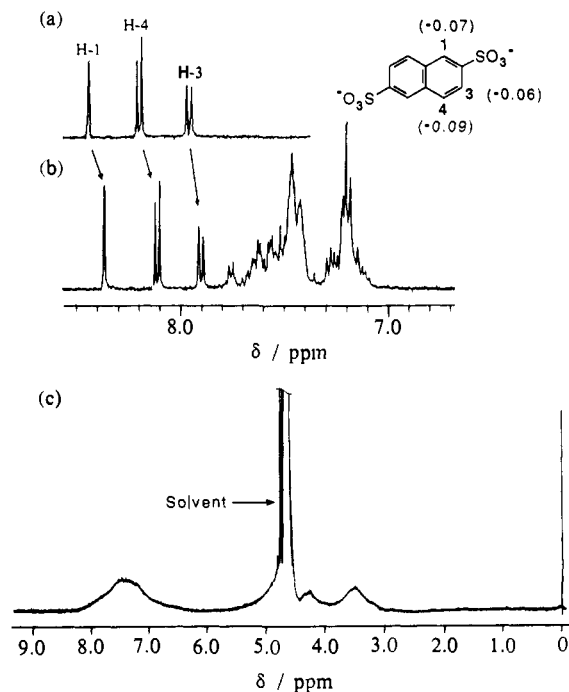 (a)
H-1
H-4
H-3
(-0.07)
1
SO₃⁻
3 (-0.06)
⁻O₃S
4
(-0.09)
(b)
8.0 7.0
δ / ppm
(c)
Solvent
9.0 8.0 7.0 6.0 5.0 4.0 3.0 2.0 1.0 0
δ / ppm